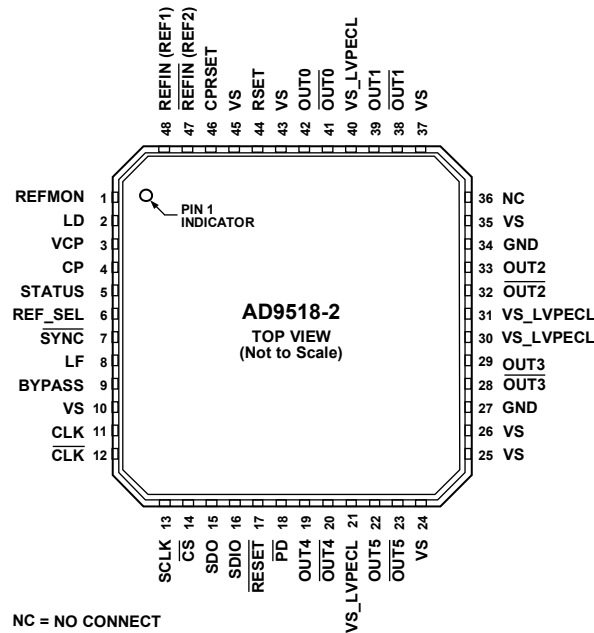 REFIN (REF1)
REFIN (REF2)
CPRSET
VS
RSET
VS
OUT0
OUT0
VS_LVPECL
OUT1
OUT1
VS
48
47
46
45
44
43
42
41
40
39
38
37
REFMON 1
LD 2
VCP 3
CP 4
STATUS 5
REF_SEL 6
SYNC 7
LF 8
BYPASS 9
VS 10
CLK 11
CLK 12
PIN 1
INDICATOR
AD9518-2
TOP VIEW
(Not to Scale)
36 NC
35 VS
34 GND
33 OUT2
32 OUT2
31 VS_LVPECL
30 VS_LVPECL
29 OUT3
28 OUT3
27 GND
26 VS
25 VS
SCLK 13
CS 14
SDO 15
SDIO 16
RESET 17
PD 18
OUT4 19
OUT4 20
VS_LVPECL 21
OUT5 22
OUT5 23
VS 24
NC = NO CONNECT